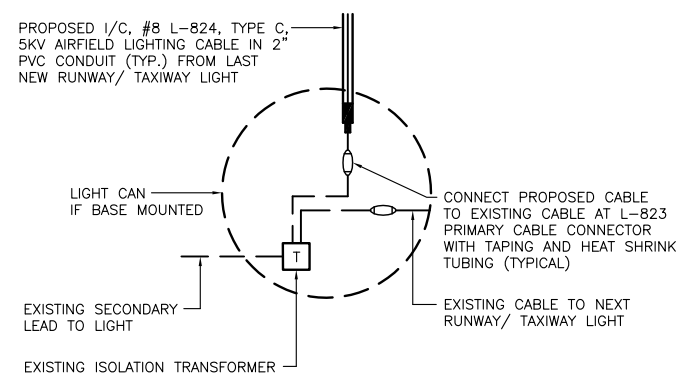 PROPOSED I/C, #8 L-824, TYPE C,
5KV AIRFIELD LIGHTING CABLE IN 2"
PVC CONDUIT (TYP.) FROM LAST
NEW RUNWAY/ TAXIWAY LIGHT
LIGHT CAN
IF BASE MOUNTED
CONNECT PROPOSED CABLE
TO EXISTING CABLE AT L-823
PRIMARY CABLE CONNECTOR
WITH TAPING AND HEAT SHRINK
TUBING (TYPICAL)
T
EXISTING SECONDARY
LEAD TO LIGHT
EXISTING CABLE TO NEXT
RUNWAY/ TAXIWAY LIGHT
EXISTING ISOLATION TRANSFORMER